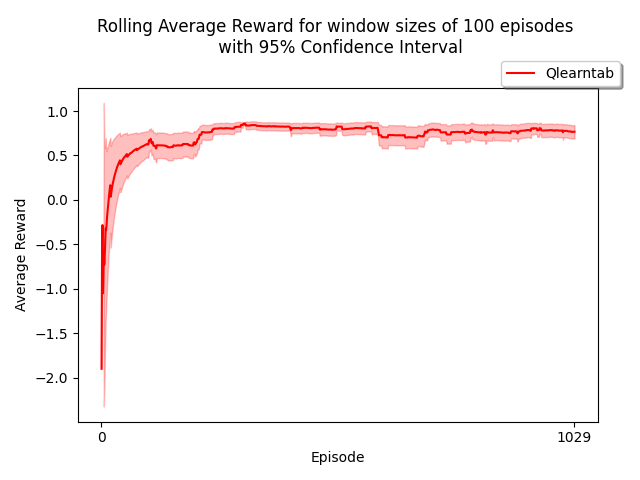 Rolling Average Reward for window sizes of 100 episodes
with 95% Confidence Interval
Qlearntab
1.0
0.5
0.0
−0.5
−1.0
−1.5
−2.0
Average Reward
0
1029
Episode